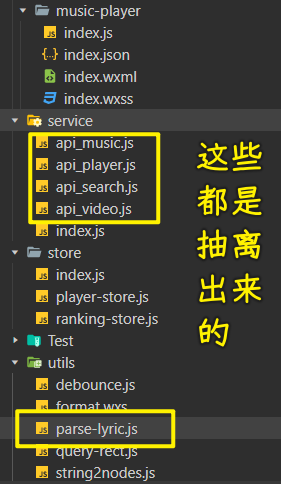 music-player
index.js
index.json
index.wxml
index.wxss
service
api_music.js
api_player.js
api_search.js
api_video.js
index.js
store
index.js
player-store.js
ranking-store.js
Test
utils
debounce.js
format.wxs
parse-lyric.js
query-rect.js
string2nodes.js
这些
都是
抽离
出来
的